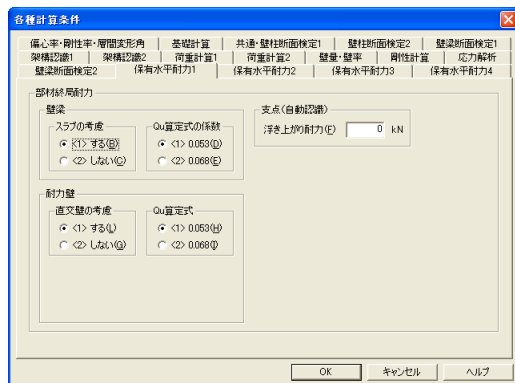 各種計算条件
偏心率・剛性率・層間変形角 基礎計算 共通・壁柱断面検定1 壁柱断面検定2 壁梁断面検定1
架構認識1 架構認識2 荷重計算1 荷重計算2 壁量・壁率 剛性計算 応力解析
壁梁断面検定2 保有水平耐力1 保有水平耐力2 保有水平耐力3 保有水平耐力4
部材終局耐力
壁梁 支点(自動認識)
スラブの考慮 Qu算定式の係数 浮き上がり耐力(F) 0 kN
<1> する(B) <1> 0.053(D)
<2> しない(C) <2> 0.068(E)
耐力壁
直交壁の考慮 Qu算定式
<1> する(L) <1> 0.053(H)
<2> しない(G) <2> 0.068(I)
OK キャンセル ヘルプ